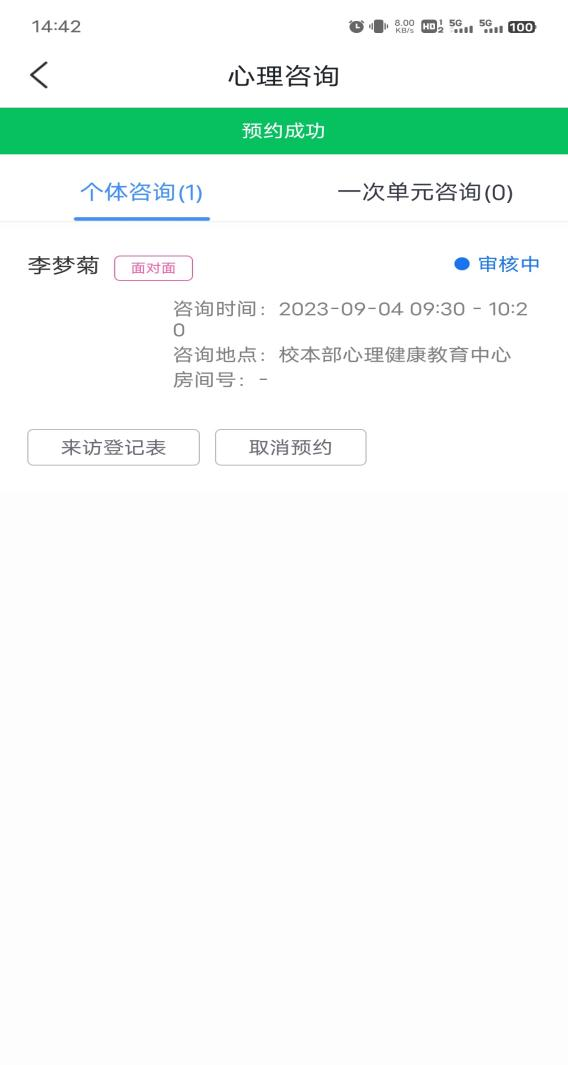 14:42
8.00
KB/s
HD 1
2
5G
5G
100
心理咨询
预约成功
个体咨询(1)
一次单元咨询(0)
李梦菊
面对面
审核中
咨询时间：2023-09-04 09:30 - 10:2
0
咨询地点：校本部心理健康教育中心
房间号：-
来访登记表
取消预约